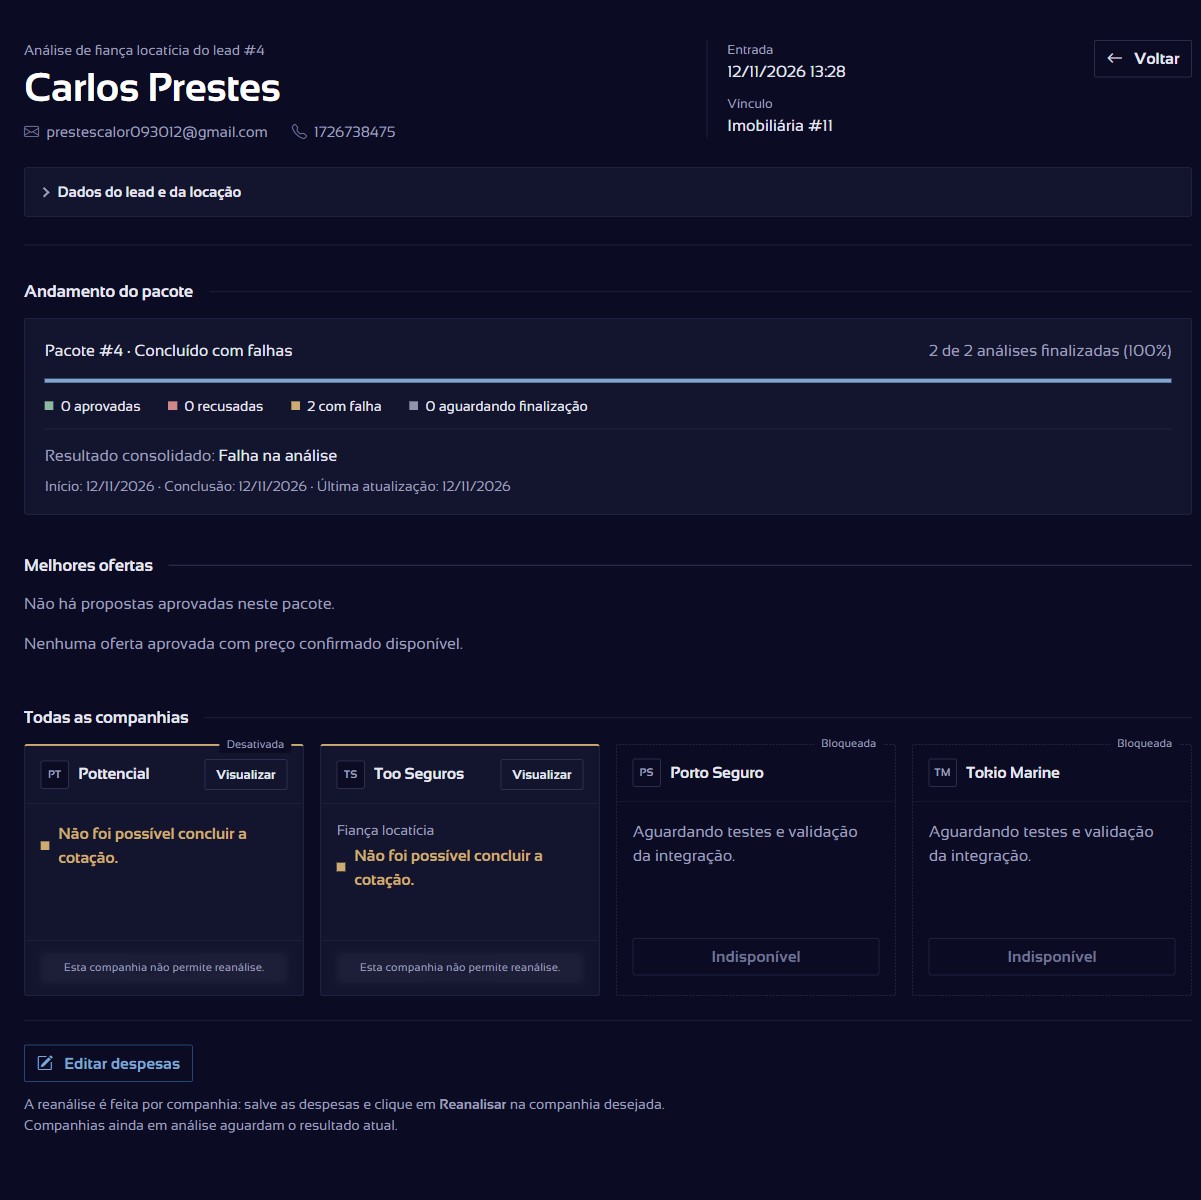 Análise de fiança locatícia do lead #4
Carlos Prestes
prestescalor093012@gmail.com 1726738475
Entrada
12/11/2026 13:28
Vínculo
Imobiliária #11
Voltar
Dados do lead e da locação
Andamento do pacote
Pacote #4 · Concluído com falhas
2 de 2 análises finalizadas (100%)
0 aprovadas 0 recusadas 2 com falha 0 aguardando finalização
Resultado consolidado: Falha na análise
Início: 12/11/2026 · Conclusão: 12/11/2026 · Última atualização: 12/11/2026
Melhores ofertas
Não há propostas aprovadas neste pacote.
Nenhuma oferta aprovada com preço confirmado disponível.
Todas as companhias
Desativada
PT Pottencial Visualizar
Não foi possível concluir a
cotação.
Esta companhia não permite reanálise.
TS Too Seguros Visualizar
Fiança locatícia
Não foi possível concluir a
cotação.
Esta companhia não permite reanálise.
Bloqueada
PS Porto Seguro
Aguardando testes e validação
da integração.
Indisponível
Bloqueada
TM Tokio Marine
Aguardando testes e validação
da integração.
Indisponível
Editar despesas
A reanálise é feita por companhia: salve as despesas e clique em Reanalisar na companhia desejada.
Companhias ainda em análise aguardam o resultado atual.